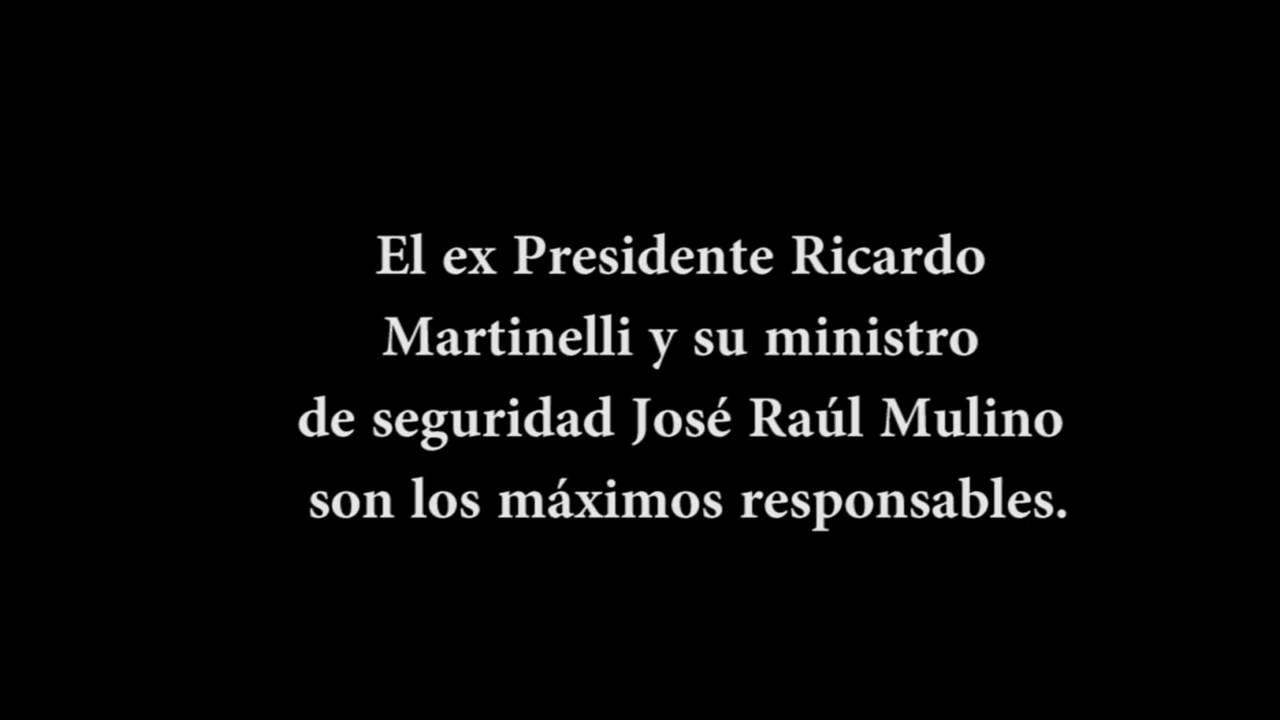 El ex Presidente Ricardo
Martinelli y su ministro
de seguridad José Raúl Mulino
son los máximos responsables.